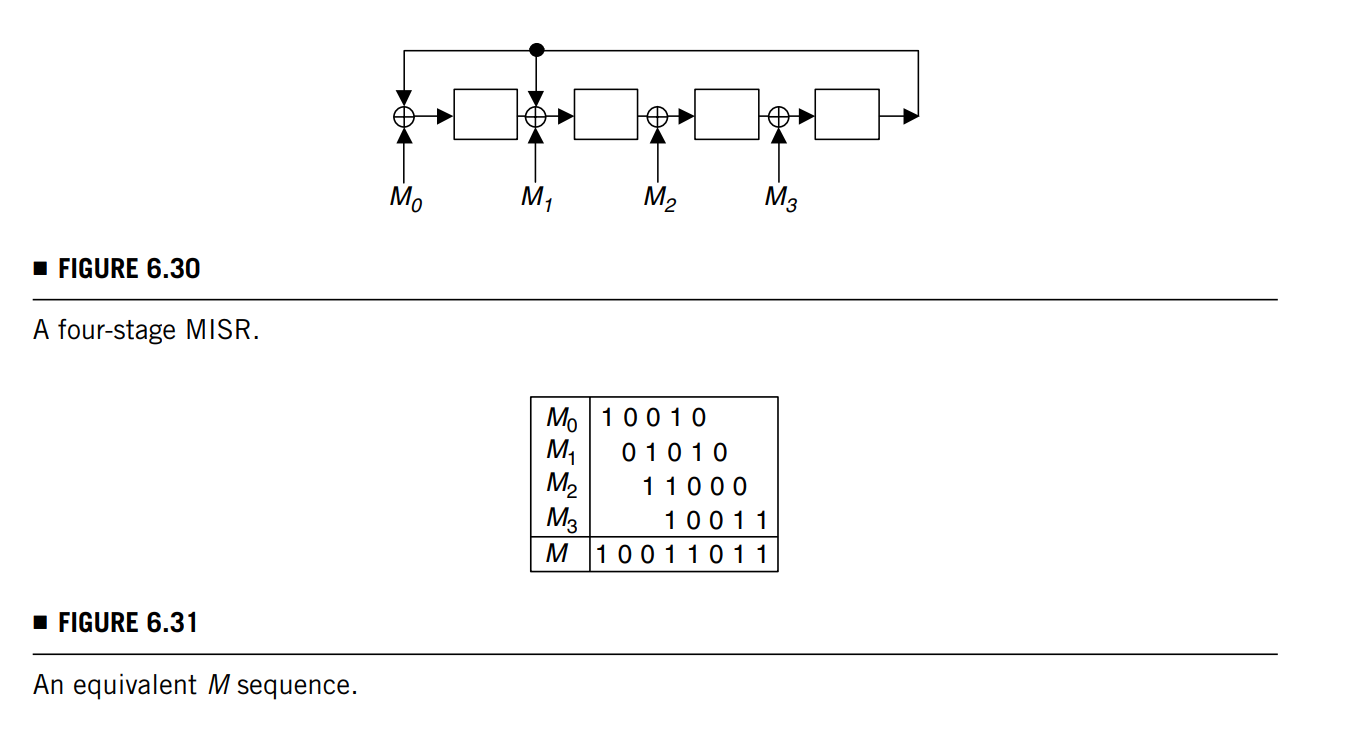 M0 M1 M2 M3
■ FIGURE 6.30
A four-stage MISR.
M0 1 0 0 1 0
M1 0 1 0 1 0
M2 1 1 0 0 0
M3 1 0 0 1 1
M 1 0 0 1 1 0 1 1
■ FIGURE 6.31
An equivalent M sequence.